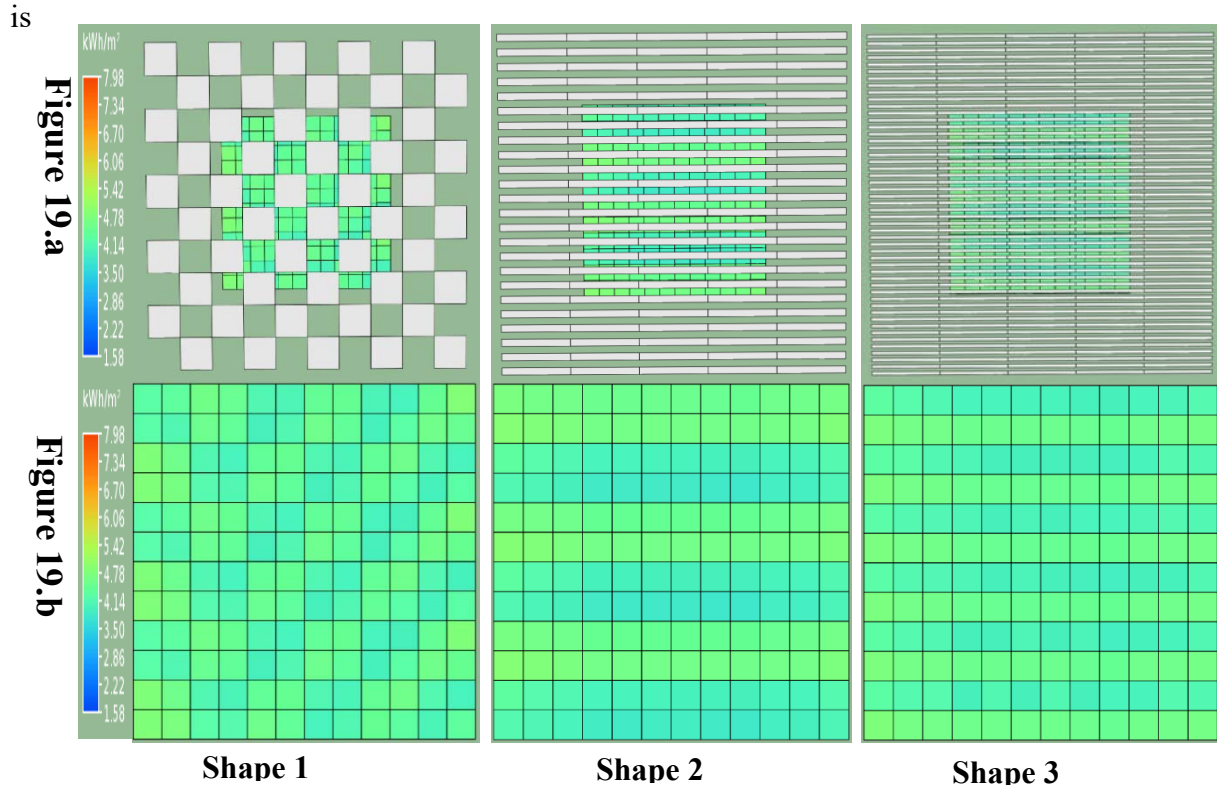 is
Figure 19.a
kWh/m²
7.98
7.34
6.70
6.06
5.42
4.78
4.14
3.50
2.86
2.22
1.58
Figure 19.b
kWh/m²
7.98
7.34
6.70
6.06
5.42
4.78
4.14
3.50
2.86
2.22
1.58
Shape 1
Shape 2
Shape 3